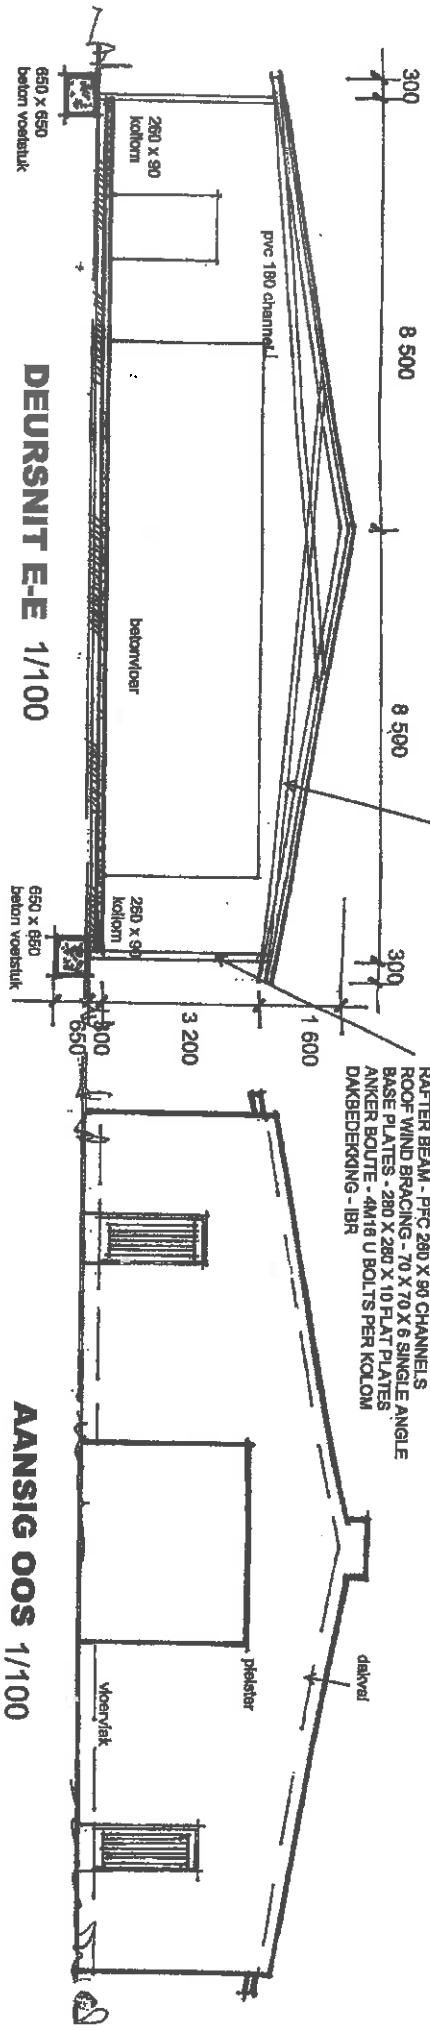 300
8 500
8 500
300
260 x 90
kolom
pvc 180 channel
betonvloer
260 x 90
kolom
650 x 650
beton voetstuk
650 x 650
beton voetstuk
1 600
3 200
300
650
DEURSNIT E-E 1/100
RAFTER BEAM - PFC 260 X 90 CHANNELS
ROOF WIND BRACING - 70 X 70 X 6 SINGLE ANGLE
BASE PLATES - 280 X 280 X 10 FLAT PLATES
ANKER BOUTE - 4M16 U BOLTS PER KOLOM
DAKBEDEKKING - IBR
dakval
pleister
vloervlak
AANSIG OOS 1/100